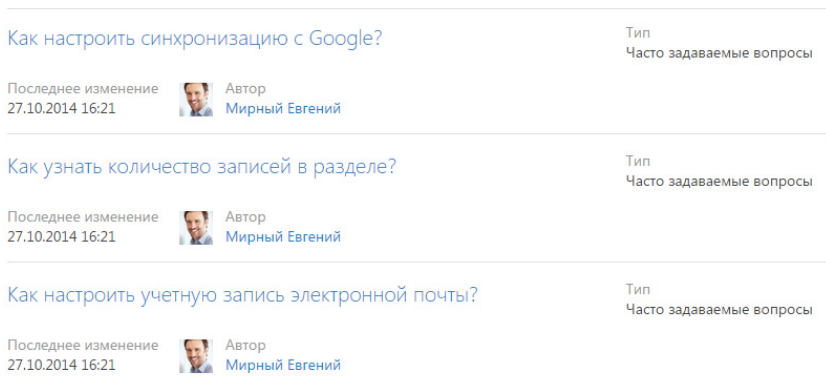 Как настроить синхронизацию с Google?
Тип
Часто задаваемые вопросы
Последнее изменение
27.10.2014 16:21
Автор
Мирный Евгений
Как узнать количество записей в разделе?
Тип
Часто задаваемые вопросы
Последнее изменение
27.10.2014 16:21
Автор
Мирный Евгений
Как настроить учетную запись электронной почты?
Тип
Часто задаваемые вопросы
Последнее изменение
27.10.2014 16:21
Автор
Мирный Евгений